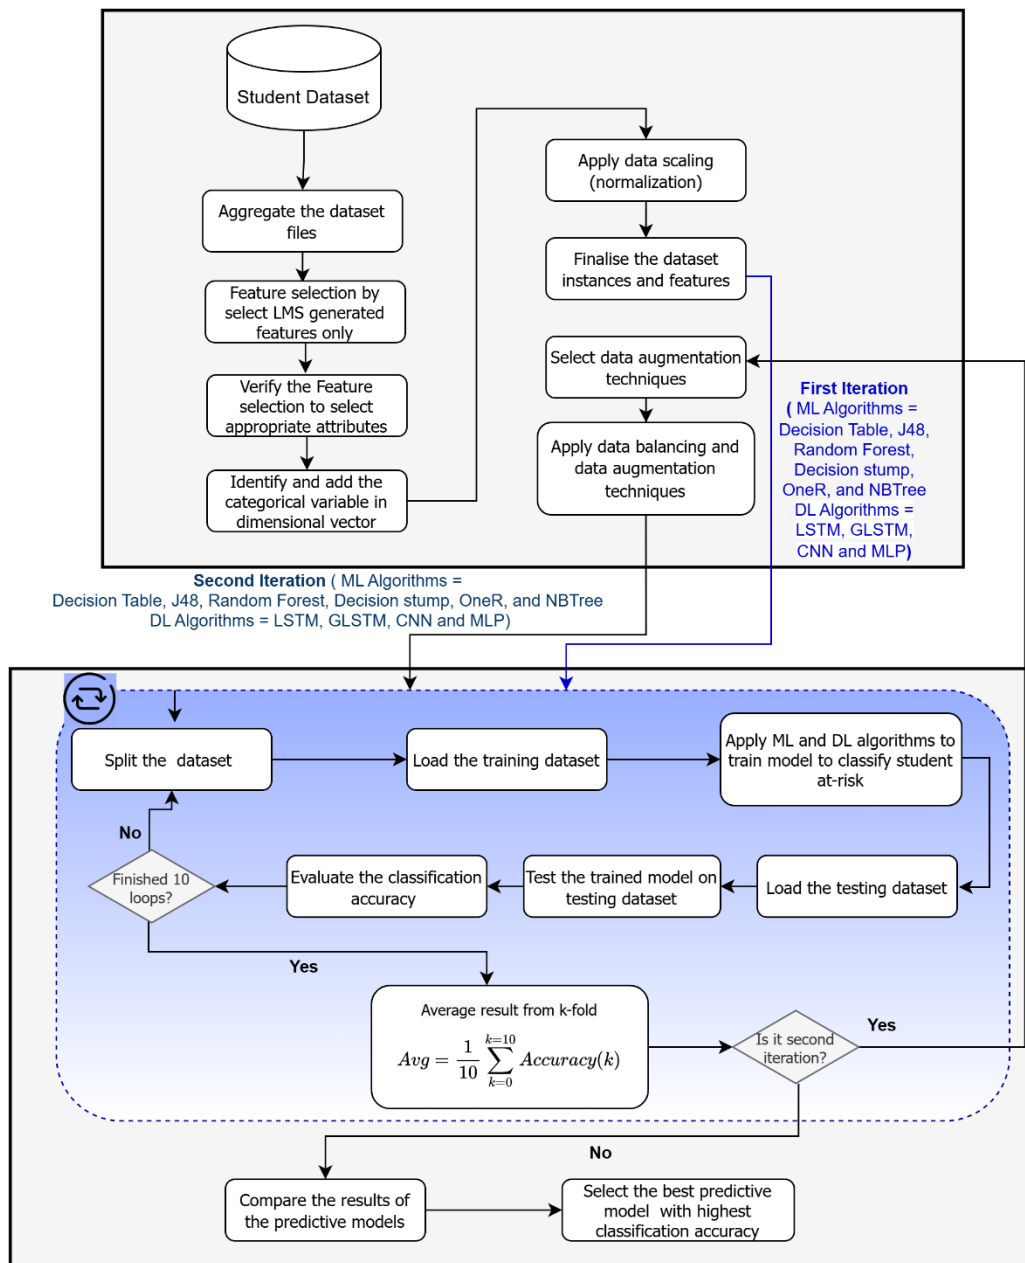 Student Dataset
Aggregate the dataset
files
Feature selection by
select LMS generated
features only
Verify the Feature
selection to select
appropriate attributes
Identify and add the
categorical variable in
dimensional vector
Apply data scaling
(normalization)
Finalise the dataset
instances and features
Select data augmentation
techniques
Apply data balancing and
data augmentation
techniques
First Iteration
( ML Algorithms =
Decision Table, J48,
Random Forest,
Decision stump,
OneR, and NBTree
DL Algorithms =
LSTM, GLSTM,
CNN and MLP)
Second Iteration ( ML Algorithms =
Decision Table, J48, Random Forest, Decision stump, OneR, and NBTree
DL Algorithms = LSTM, GLSTM, CNN and MLP)
Split the dataset
Load the training dataset
Apply ML and DL algorithms to
train model to classify student
at-risk
No
Finished 10
loops?
Evaluate the classification
accuracy
Test the trained model on
testing dataset
Load the testing dataset
Yes
Average result from k-fold
Avg = \frac{1}{10} \sum_{k=0}^{k=10} Accuracy(k)
Is it second
iteration?
Yes
No
Compare the results of
the predictive models
Select the best predictive
model with highest
classification accuracy